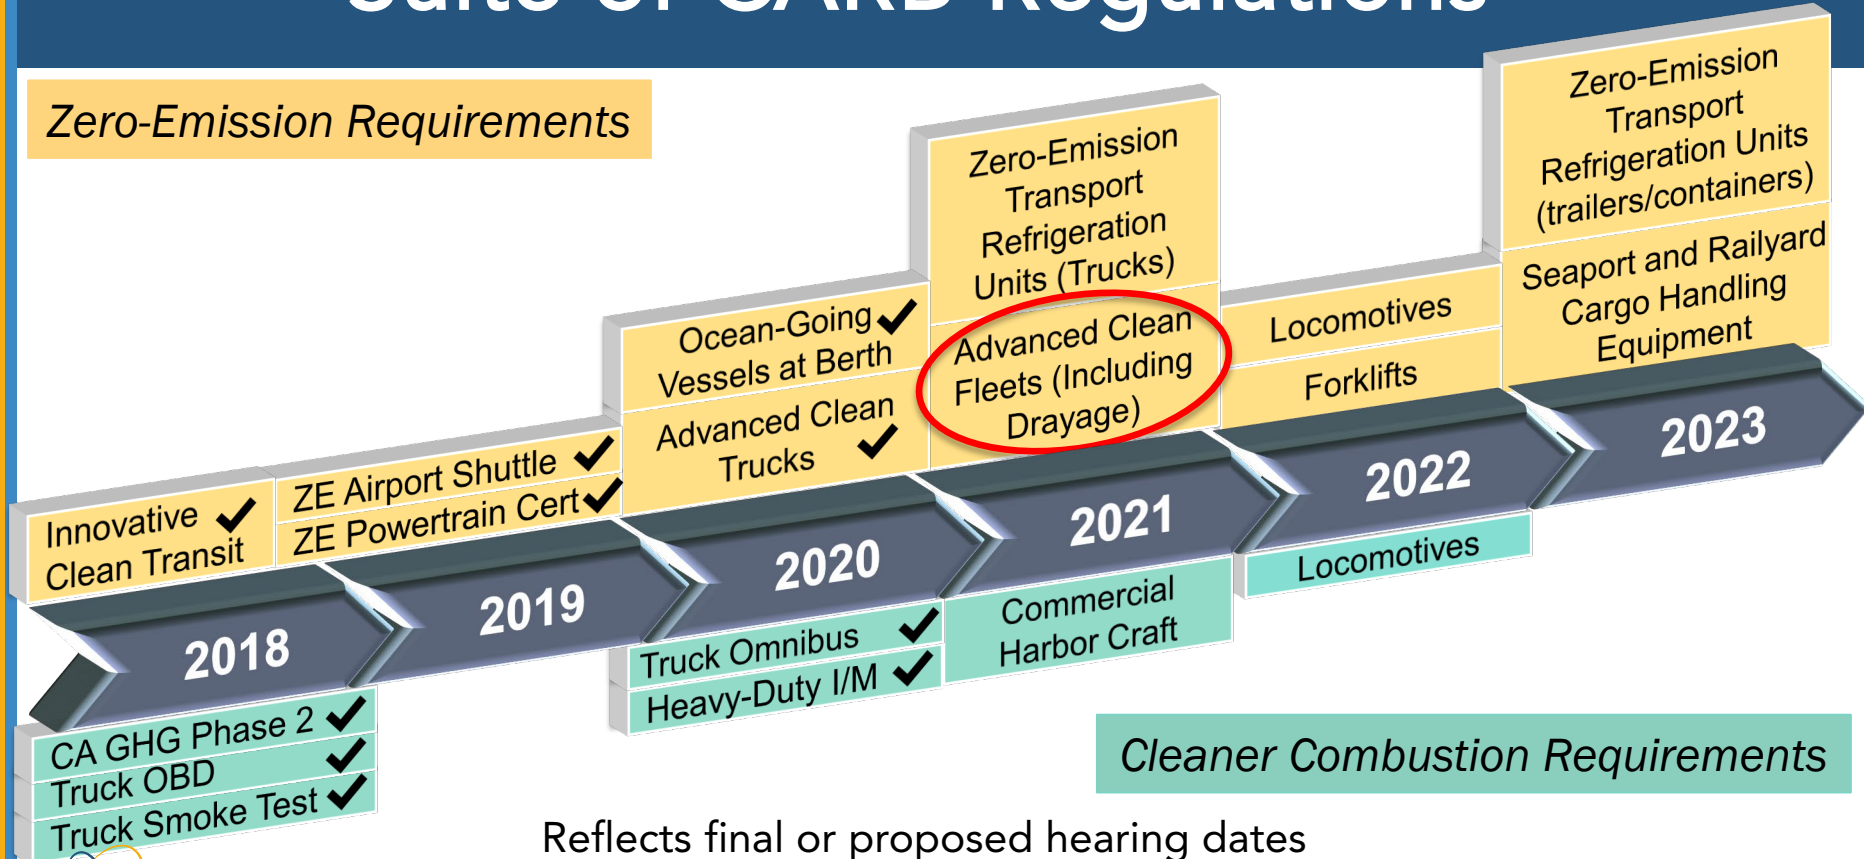 Suite of CARB Regulations
Zero-Emission Requirements
Innovative ✓
Clean Transit
ZE Airport Shuttle ✓
ZE Powertrain Cert ✓
Ocean-Going ✓
Vessels at Berth
Advanced Clean
Trucks ✓
Zero-Emission
Transport
Refrigeration
Units (Trucks)
Advanced Clean
Fleets (Including
Drayage)
Locomotives
Forklifts
Zero-Emission
Transport
Refrigeration Units
(trailers/containers)
Seaport and Railyard
Cargo Handling
Equipment
2018
2019
2020
2021
2022
2023
CA GHG Phase 2 ✓
Truck OBD ✓
Truck Smoke Test ✓
Truck Omnibus ✓
Heavy-Duty I/M ✓
Commercial
Harbor Craft
Locomotives
Cleaner Combustion Requirements
Reflects final or proposed hearing dates